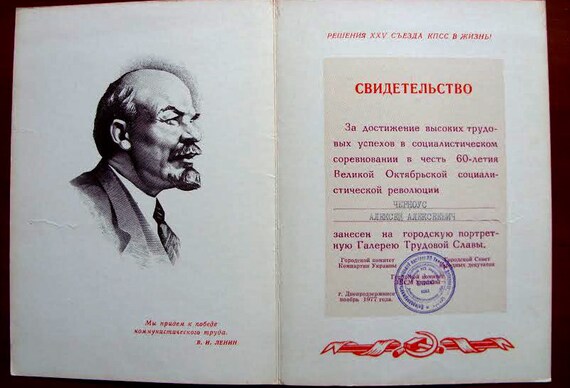 Мы придем к победе
коммунистического труда.
В. И. ЛЕНИН
РЕШЕНИЯ XXV СЪЕЗДА КПСС В ЖИЗНЬ!
СВИДЕТЕЛЬСТВО
За достижение высоких трудо-
вых успехов в социалистическом
соревновании в честь 60-летия
Великой Октябрьской социали-
стической революции
ЧЕРНОУС
АЛЕКСЕЙ АЛЕКСЕЕВИЧ
занесен на городскую портрет-
ную Галерею Трудовой Славы.
Городской комитет
Компартии Украины
Городской Совет
депутатов
г. Днепродзержинск
ноябрь 1977 года.